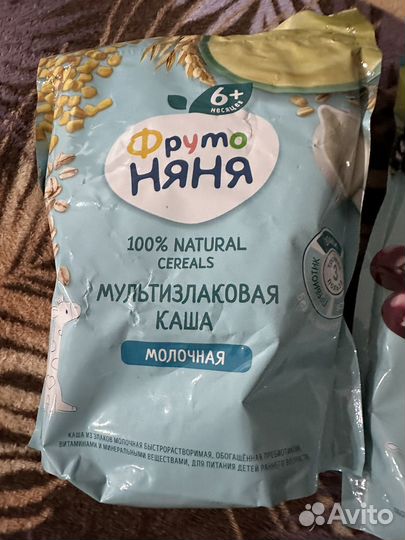 6+
месяцев
Фруто
няня
100% NATURAL
CEREALS
МУЛЬТИЗЛАКОВАЯ
КАША
МОЛОЧНАЯ
КАША ИЗ ЗЛАКОВ МОЛОЧНАЯ БЫСТРОРАСТВОРИМАЯ, ОБОГАЩЁННАЯ ПРЕБИОТИКОМ,
ВИТАМИНАМИ И МИНЕРАЛЬНЫМИ ВЕЩЕСТВАМИ, ДЛЯ ПИТАНИЯ ДЕТЕЙ РАННЕГО ВОЗРАСТА
Avito